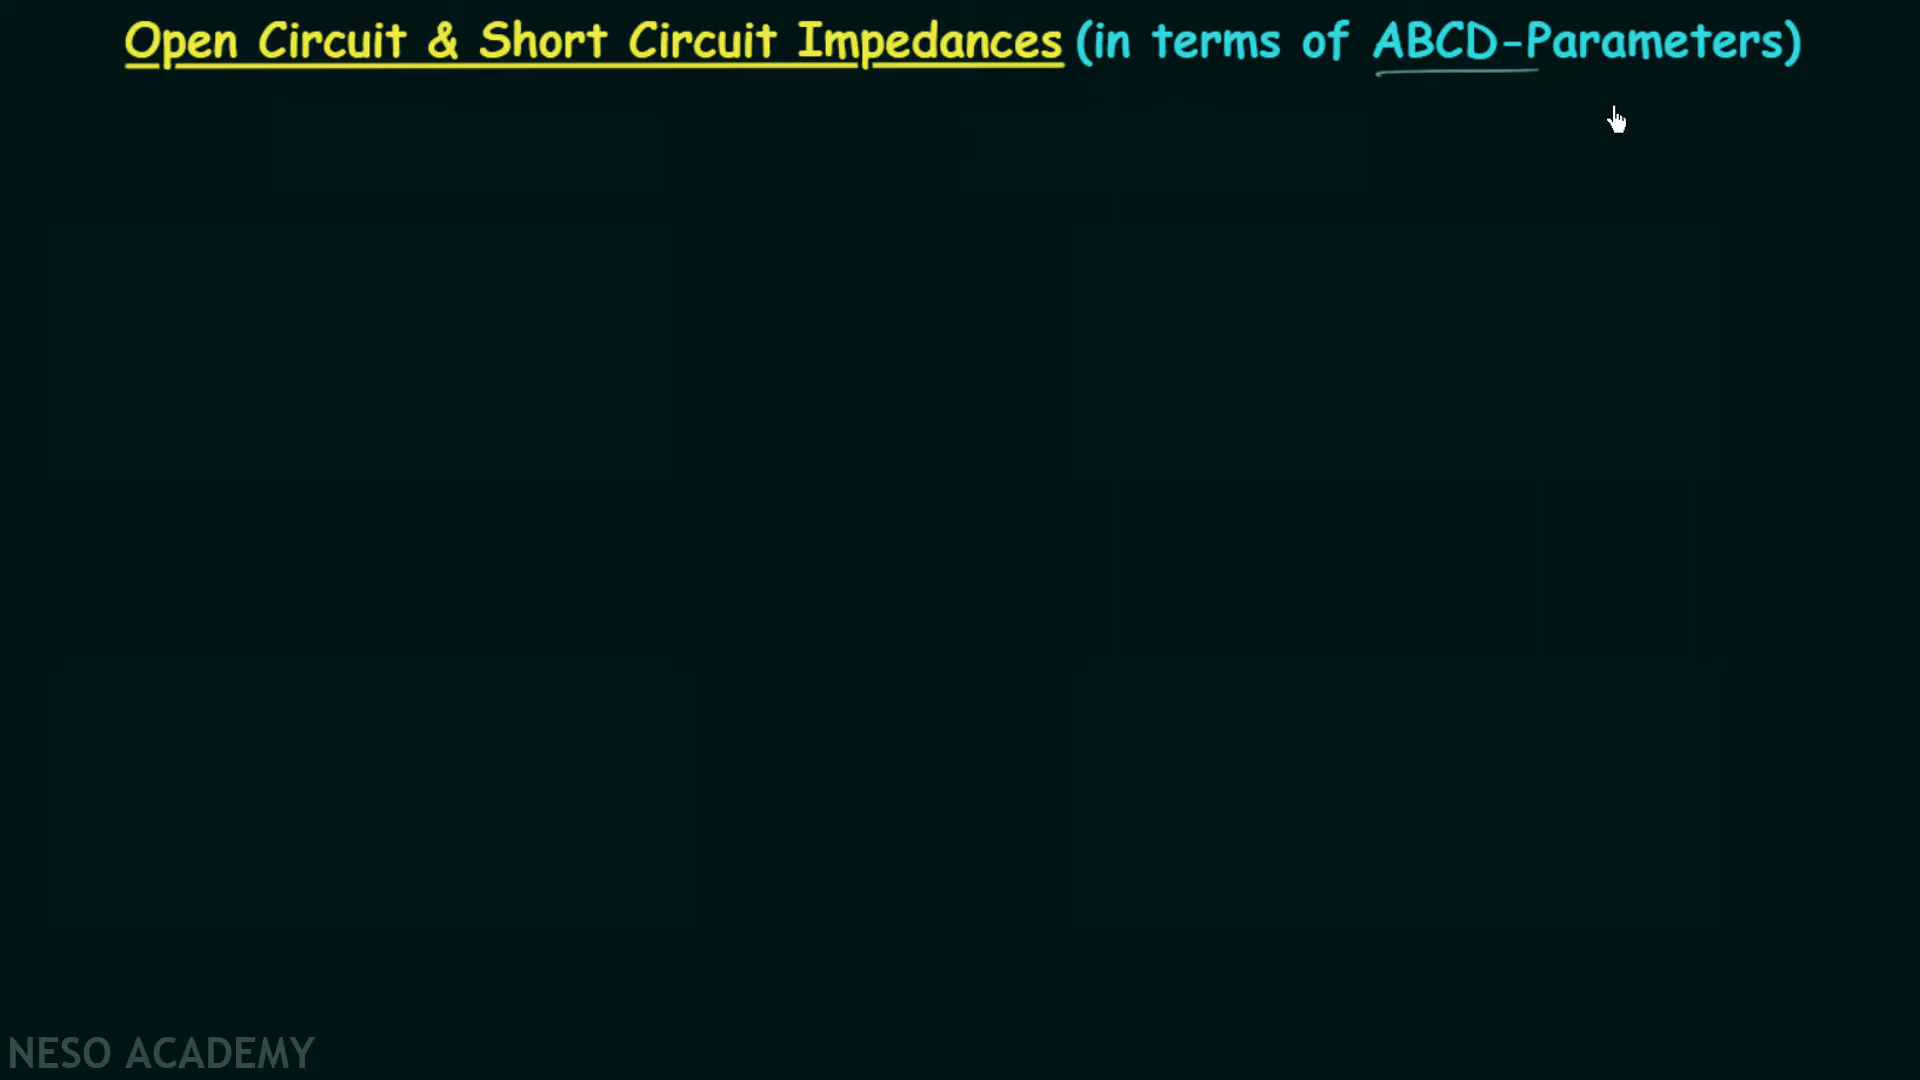 Open Circuit & Short Circuit Impedances (in terms of ABCD-Parameters)
NESO ACADEMY